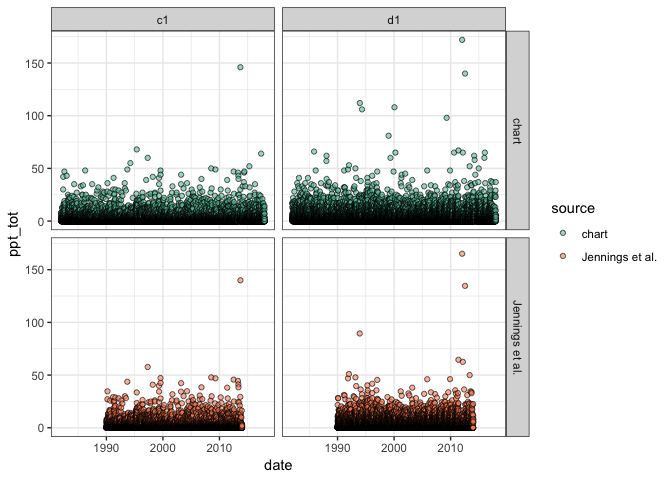 c1
d1
150
100
50
0
chart
150
100
50
0
Jennings et al.
1990
2000
2010
1990
2000
2010
ppt_tot
date
source
chart
Jennings et al.